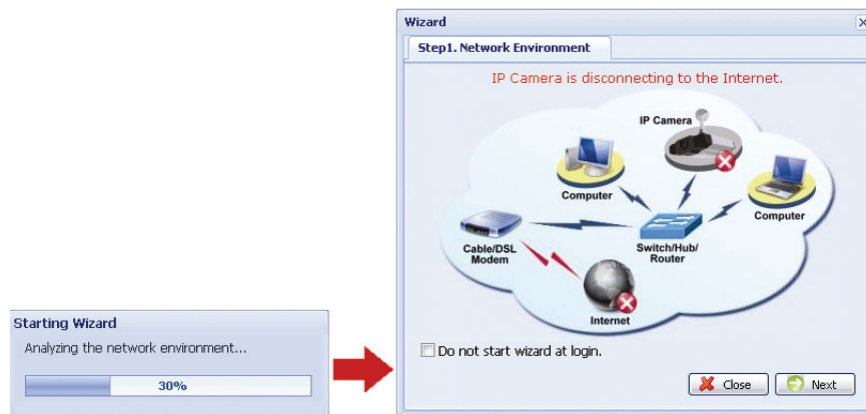 Starting Wizard
Analyzing the network environment...
30%
Wizard
Step1. Network Environment
IP Camera is disconnecting to the Internet.
IP Camera
Computer
Computer
Cable/DSL
Modem
Switch/Hub/
Router
Internet
Do not start wizard at login.
Close
Next